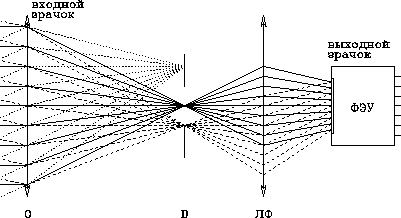 входной
зрачок
выходной
зрачок
ФЭУ
О
D
ЛФ